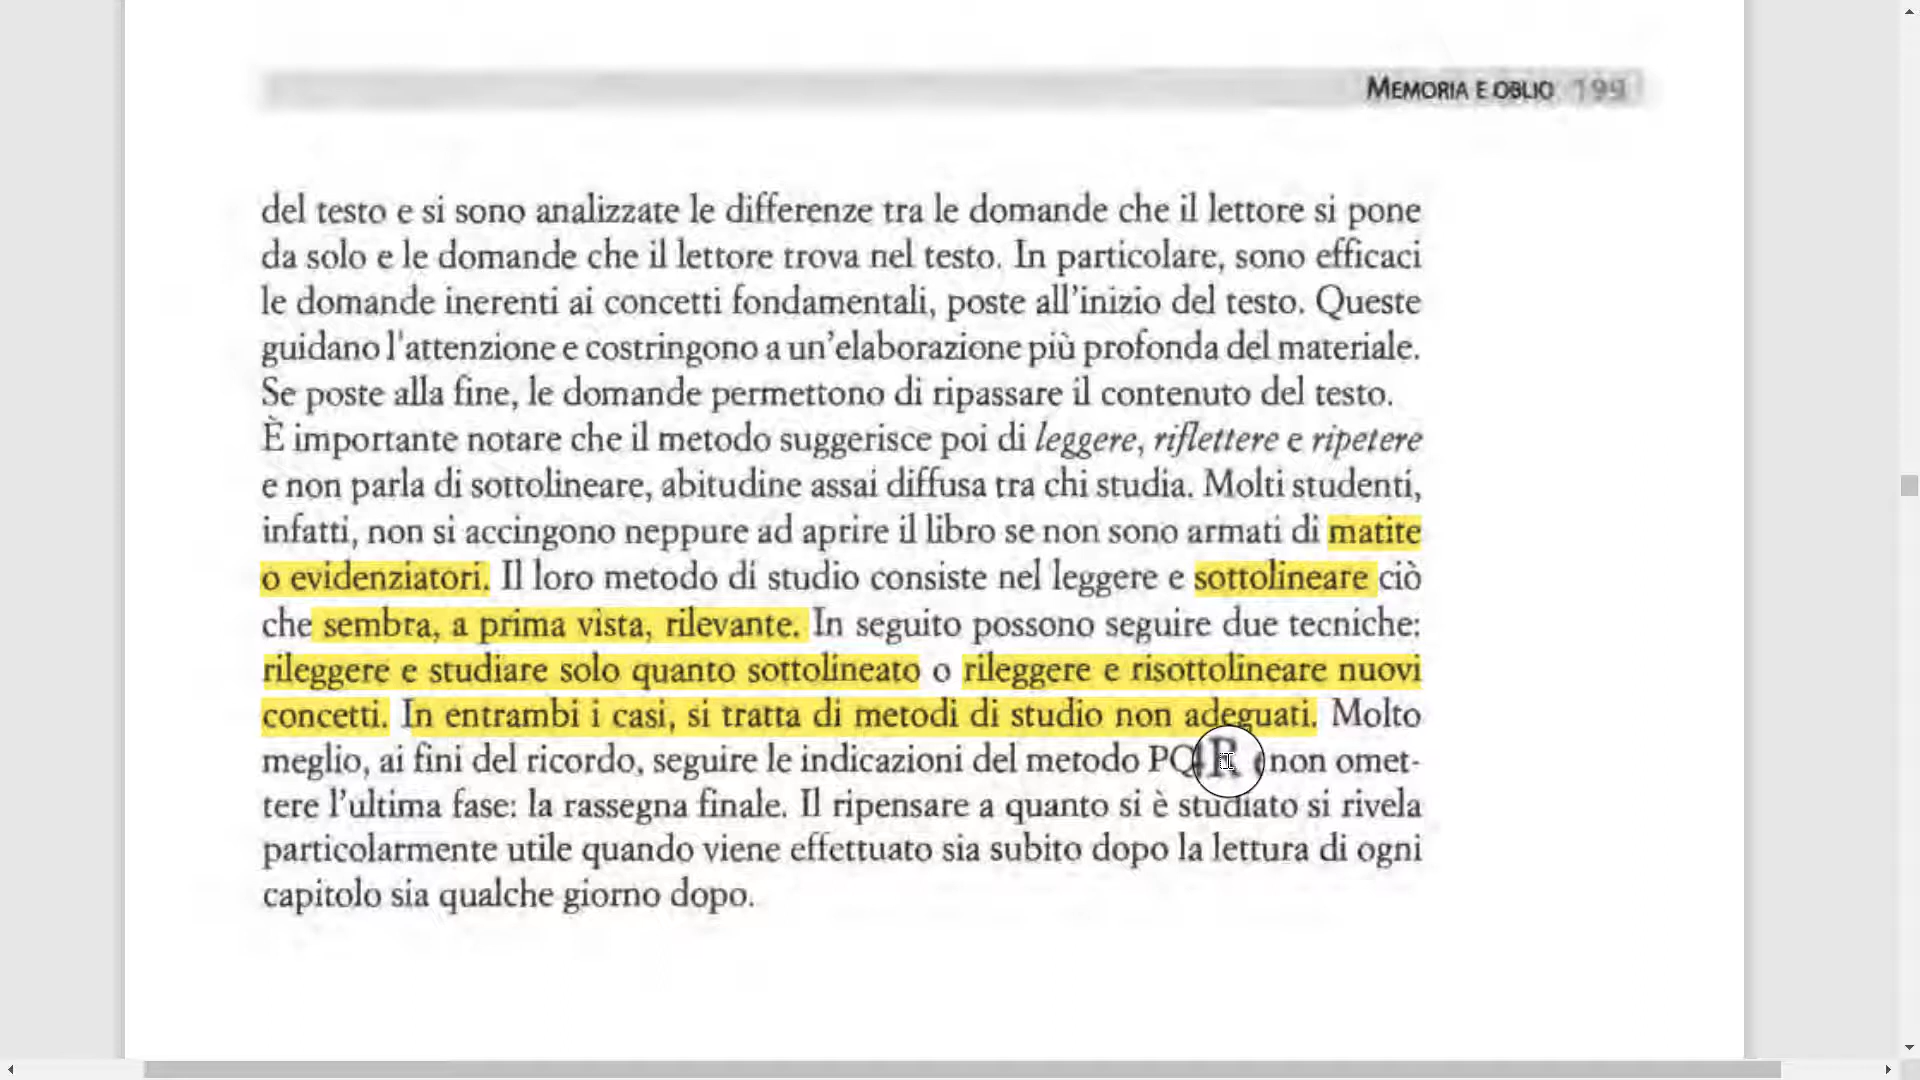 MEMORIA E OBLIO 199
del testo e si sono analizzate le differenze tra le domande che il lettore si pone
da solo e le domande che il lettore trova nel testo. In particolare, sono efficaci
le domande inerenti ai concetti fondamentali, poste all'inizio del testo. Queste
guidano l'attenzione e costringono a un'elaborazione più profonda del materiale.
Se poste alla fine, le domande permettono di ripassare il contenuto del testo.
È importante notare che il metodo suggerisce poi di leggere, riflettere e ripetere
e non parla di sottolineare, abitudine assai diffusa tra chi studia. Molti studenti,
infatti, non si accingono neppure ad aprire il libro se non sono armati di matite
o evidenziatori. Il loro metodo di studio consiste nel leggere e sottolineare ciò
che sembra, a prima vista, rilevante. In seguito possono seguire due tecniche:
rileggere e studiare solo quanto sottolineato o rileggere e risottolineare nuovi
concetti. In entrambi i casi, si tratta di metodi di studio non adeguati. Molto
meglio, ai fini del ricordo, seguire le indicazioni del metodo PQ4R non omet-
tere l'ultima fase: la rassegna finale. Il ripensare a quanto si è studiato si rivela
particolarmente utile quando viene effettuato sia subito dopo la lettura di ogni
capitolo sia qualche giorno dopo.